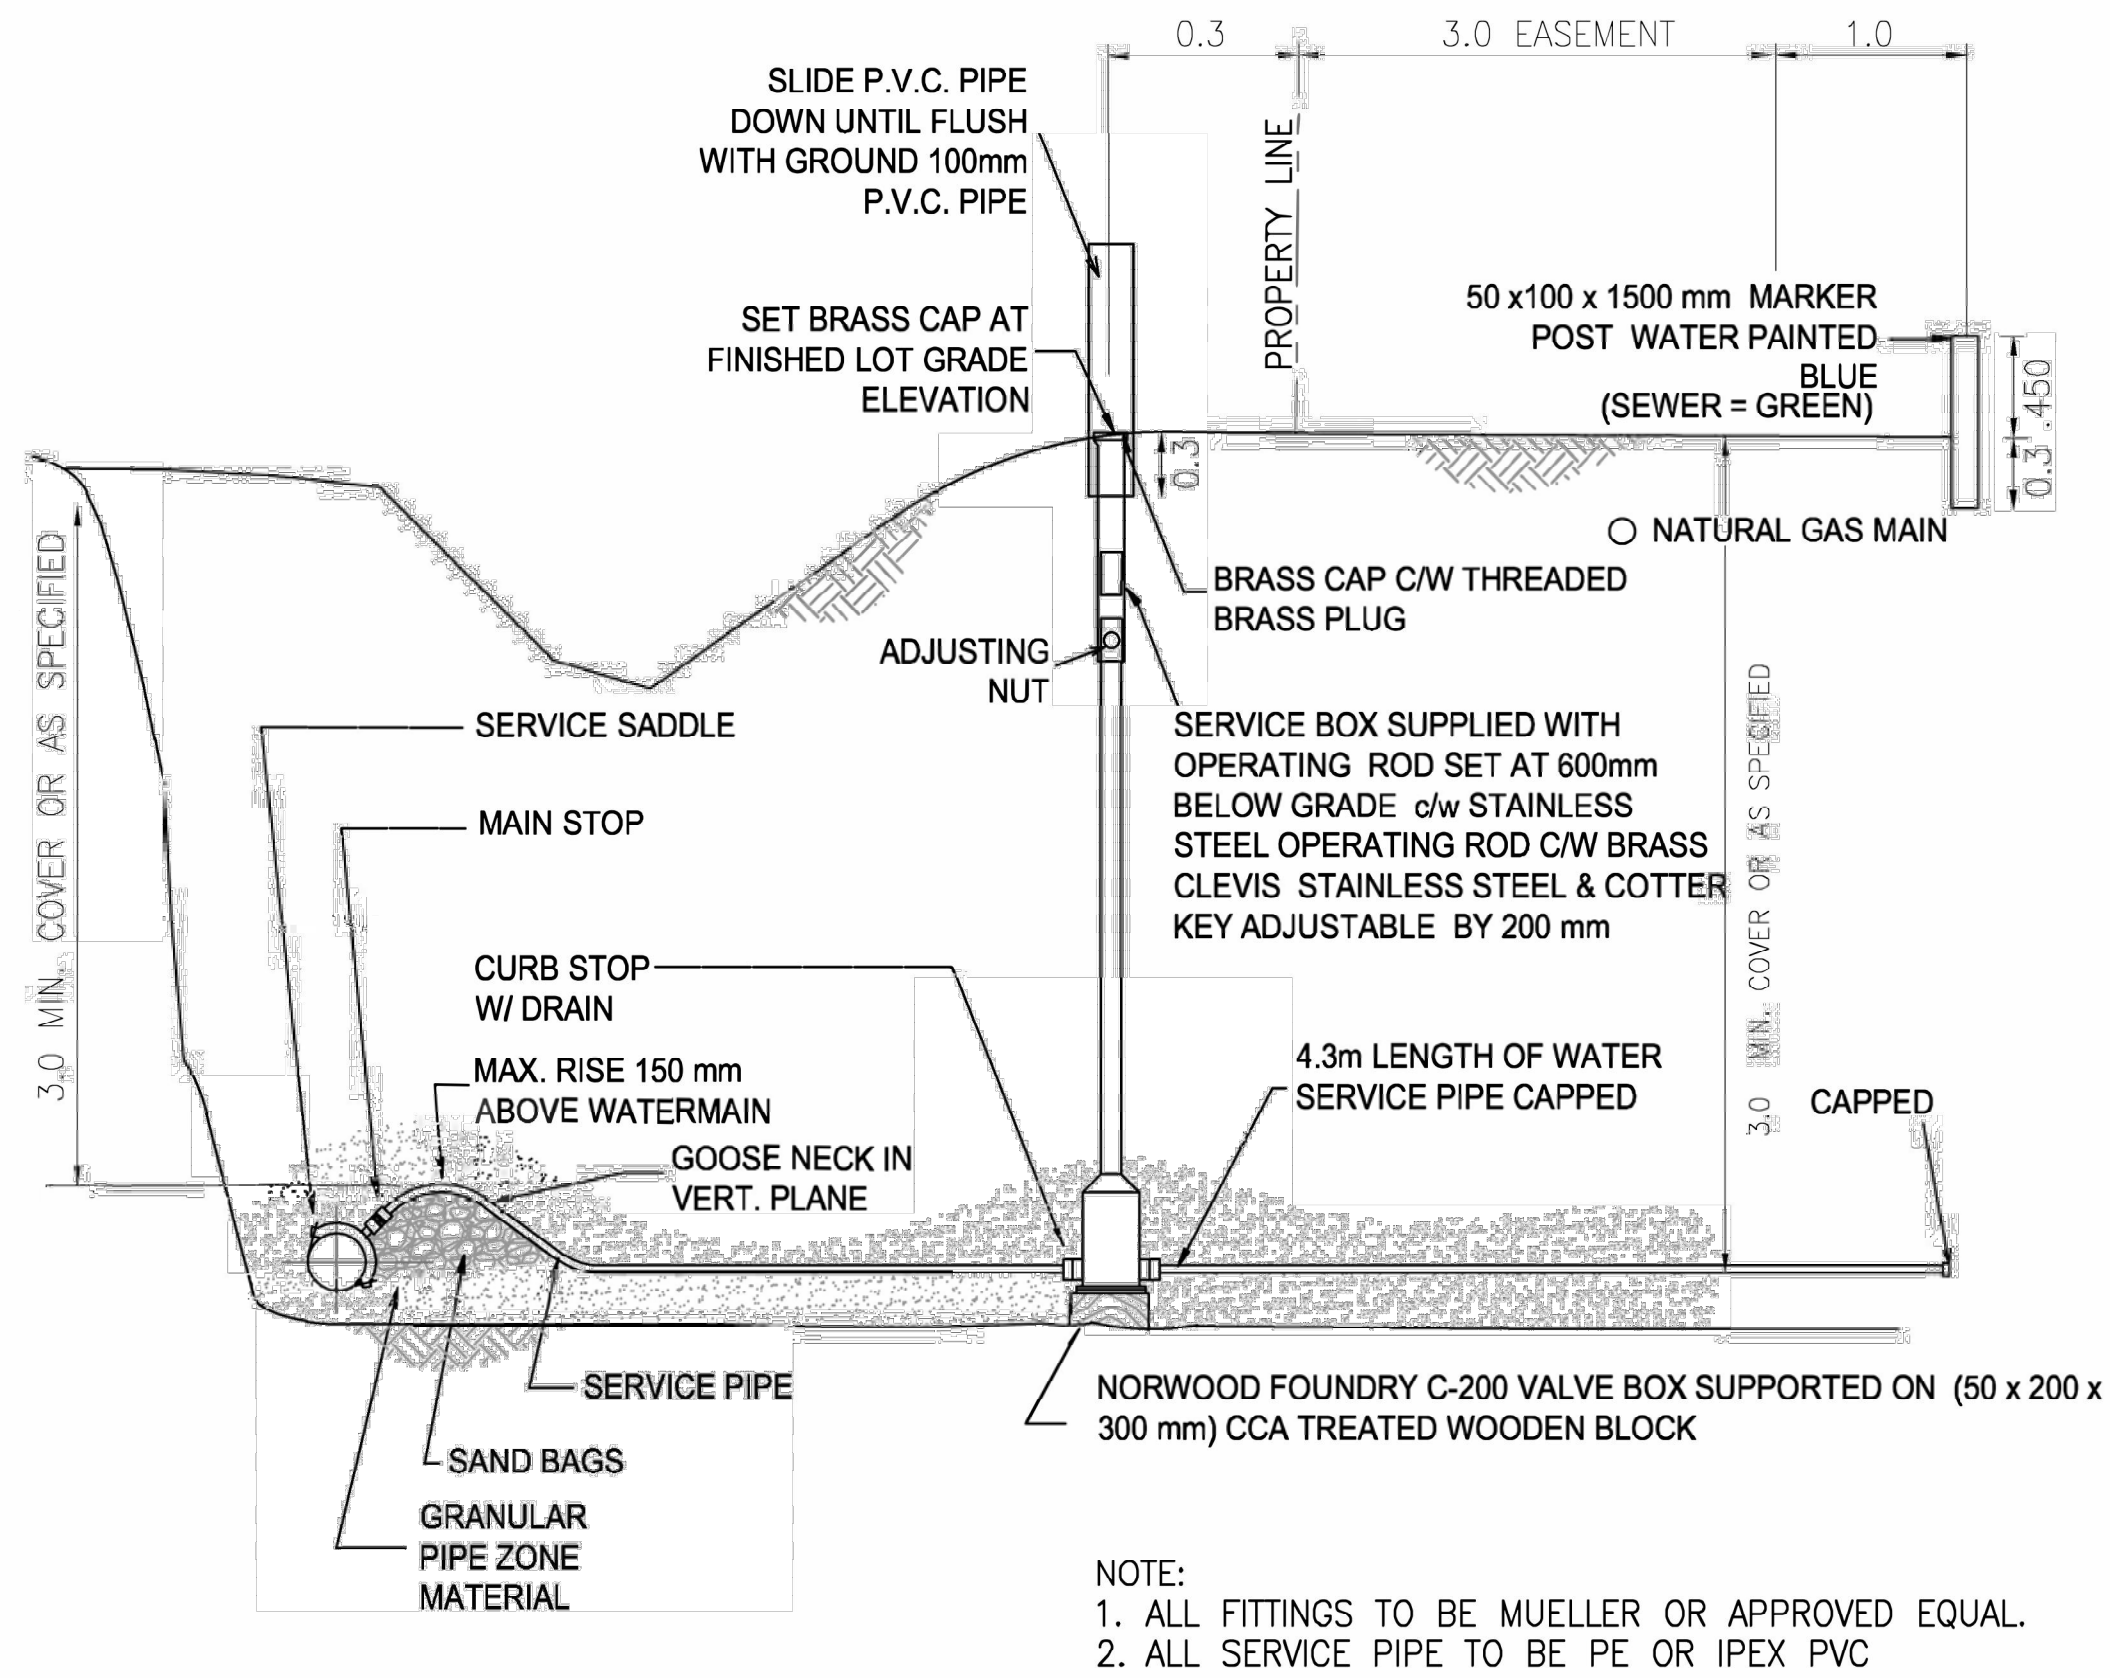 0.3
3.0 EASEMENT
1.0
SLIDE P.V.C. PIPE
DOWN UNTIL FLUSH
WITH GROUND 100mm
P.V.C. PIPE
PROPERTY LINE
SET BRASS CAP AT
FINISHED LOT GRADE
ELEVATION
50 x100 x 1500 mm MARKER
POST WATER PAINTED
BLUE
(SEWER = GREEN)
.450
0.3
0.3
NATURAL GAS MAIN
BRASS CAP C/W THREADED
BRASS PLUG
ADJUSTING
NUT
3.0 MIN. COVER OR AS SPECIFIED
SERVICE SADDLE
MAIN STOP
SERVICE BOX SUPPLIED WITH
OPERATING ROD SET AT 600mm
BELOW GRADE c/w STAINLESS
STEEL OPERATING ROD C/W BRASS
CLEVIS STAINLESS STEEL & COTTER
KEY ADJUSTABLE BY 200 mm
3.0 MIN. COVER OR AS SPECIFIED
CURB STOP
W/ DRAIN
MAX. RISE 150 mm
ABOVE WATERMAIN
4.3m LENGTH OF WATER
SERVICE PIPE CAPPED
CAPPED
GOOSE NECK IN
VERT. PLANE
SERVICE PIPE
SAND BAGS
GRANULAR
PIPE ZONE
MATERIAL
NORWOOD FOUNDRY C-200 VALVE BOX SUPPORTED ON (50 x 200 x
300 mm) CCA TREATED WOODEN BLOCK
NOTE:
1. ALL FITTINGS TO BE MUELLER OR APPROVED EQUAL.
2. ALL SERVICE PIPE TO BE PE OR IPEX PVC